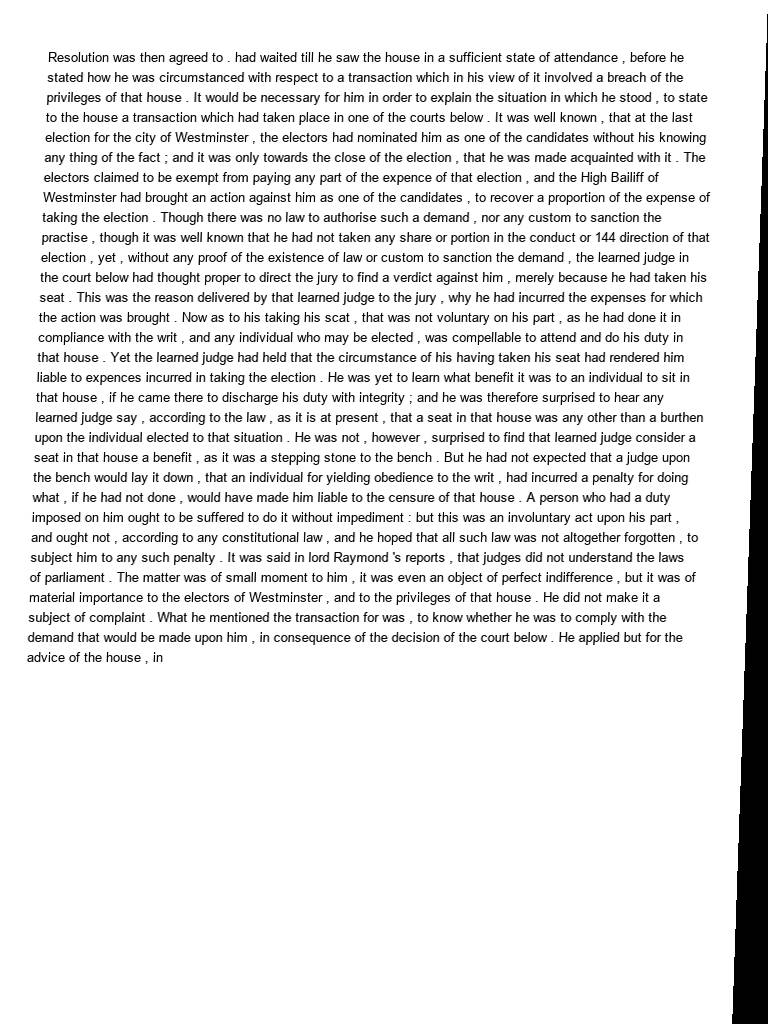 Resolution was then agreed to . had waited till he saw the house in a sufficient state of attendance , before he
stated how he was circumstanced with respect to a transaction which in his view of it involved a breach of the
privileges of that house . It would be necessary for him in order to explain the situation in which he stood , to state
to the house a transaction which had taken place in one of the courts below . It was well known , that at the last
election for the city of Westminster , the electors had nominated him as one of the candidates without his knowing
any thing of the fact ; and it was only towards the close of the election , that he was made acquainted with it . The
electors claimed to be exempt from paying any part of the expence of that election , and the High Bailiff of
Westminster had brought an action against him as one of the candidates , to recover a proportion of the expense of
taking the election . Though there was no law to authorise such a demand , nor any custom to sanction the
practise , though it was well known that he had not taken any share or portion in the conduct or 144 direction of that
election , yet , without any proof of the existence of law or custom to sanction the demand , the learned judge in
the court below had thought proper to direct the jury to find a verdict against him , merely because he had taken his
seat . This was the reason delivered by that learned judge to the jury , why he had incurred the expenses for which
the action was brought . Now as to his taking his scat , that was not voluntary on his part , as he had done it in
compliance with the writ , and any individual who may be elected , was compellable to attend and do his duty in
that house . Yet the learned judge had held that the circumstance of his having taken his seat had rendered him
liable to expences incurred in taking the election . He was yet to learn what benefit it was to an individual to sit in
that house , if he came there to discharge his duty with integrity ; and he was therefore surprised to hear any
learned judge say , according to the law , as it is at present , that a seat in that house was any other than a burthen
upon the individual elected to that situation . He was not , however , surprised to find that learned judge consider a
seat in that house a benefit , as it was a stepping stone to the bench . But he had not expected that a judge upon
the bench would lay it down , that an individual for yielding obedience to the writ , had incurred a penalty for doing
what , if he had not done , would have made him liable to the censure of that house . A person who had a duty
imposed on him ought to be suffered to do it without impediment : but this was an involuntary act upon his part ,
and ought not , according to any constitutional law , and he hoped that all such law was not altogether forgotten , to
subject him to any such penalty . It was said in lord Raymond 's reports , that judges did not understand the laws
of parliament . The matter was of small moment to him , it was even an object of perfect indifference , but it was of
material importance to the electors of Westminster , and to the privileges of that house . He did not make it a
subject of complaint . What he mentioned the transaction for was , to know whether he was to comply with the
demand that would be made upon him , in consequence of the decision of the court below . He applied but for the
advice of the house , in